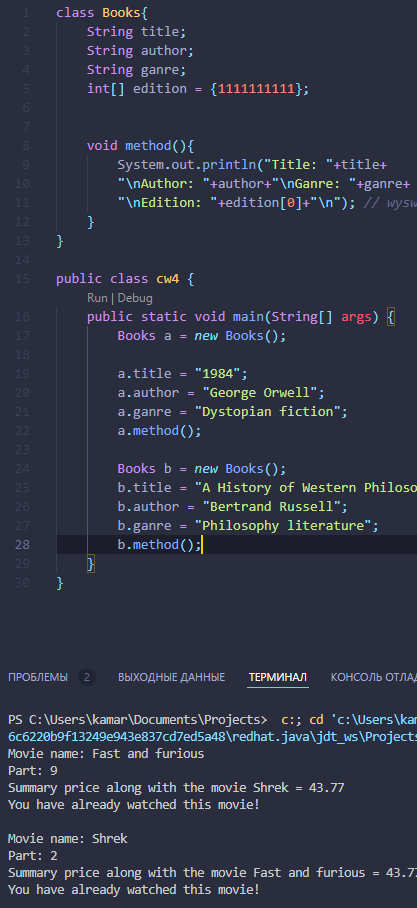 1 class Books{
2 String title;
3 String author;
4 String ganre;
5 int[] edition = {1111111111};
6
7
8 void method(){
9 System.out.println("Title: "+title+
10 "\nAuthor: "+author+"\nGanre: "+ganre+
11 "\nEdition: "+edition[0]+"\n"); // wysw
12 }
13 }
14
15 public class cw4 {
Run | Debug
16 public static void main(String[] args) {
17 Books a = new Books();
18
19 a.title = "1984";
20 a.author = "George Orwell";
21 a.ganre = "Dystopian fiction";
22 a.method();
23
24 Books b = new Books();
25 b.title = "A History of Western Philoso
26 b.author = "Bertrand Russell";
27 b.ganre = "Philosophy literature";
28 b.method();
29 }
30 }
ПРОБЛЕМЫ 2 ВЫХОДНЫЕ ДАННЫЕ ТЕРМИНАЛ КОНСОЛЬ ОТЛАД
PS C:\Users\kamar\Documents\Projects> c:; cd 'c:\Users\kam
6c6220b9f13249e943e837cd7ed5a48\redhat.java\jdt_ws\Projects
Movie name: Fast and furious
Part: 9
Summary price along with the movie Shrek = 43.77
You have already watched this movie!
Movie name: Shrek
Part: 2
Summary price along with the movie Fast and furious = 43.77
You have already watched this movie!